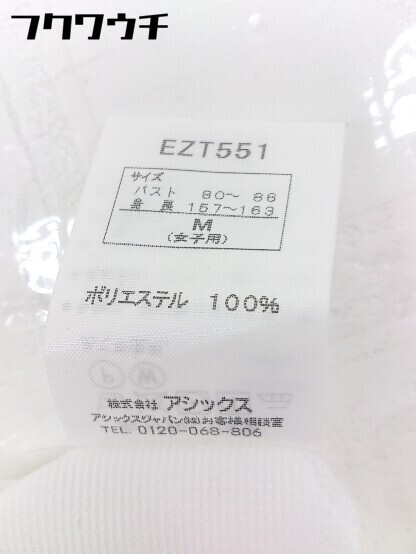 フクワウチ
EZT551
サイズ
バスト 80～ 86
身 長 157～163
M
(女子用)
ポリエステル 100%
株式会社 アシックス
アシックスジャパン(株)お客様相談室
TEL. 0120-068-806